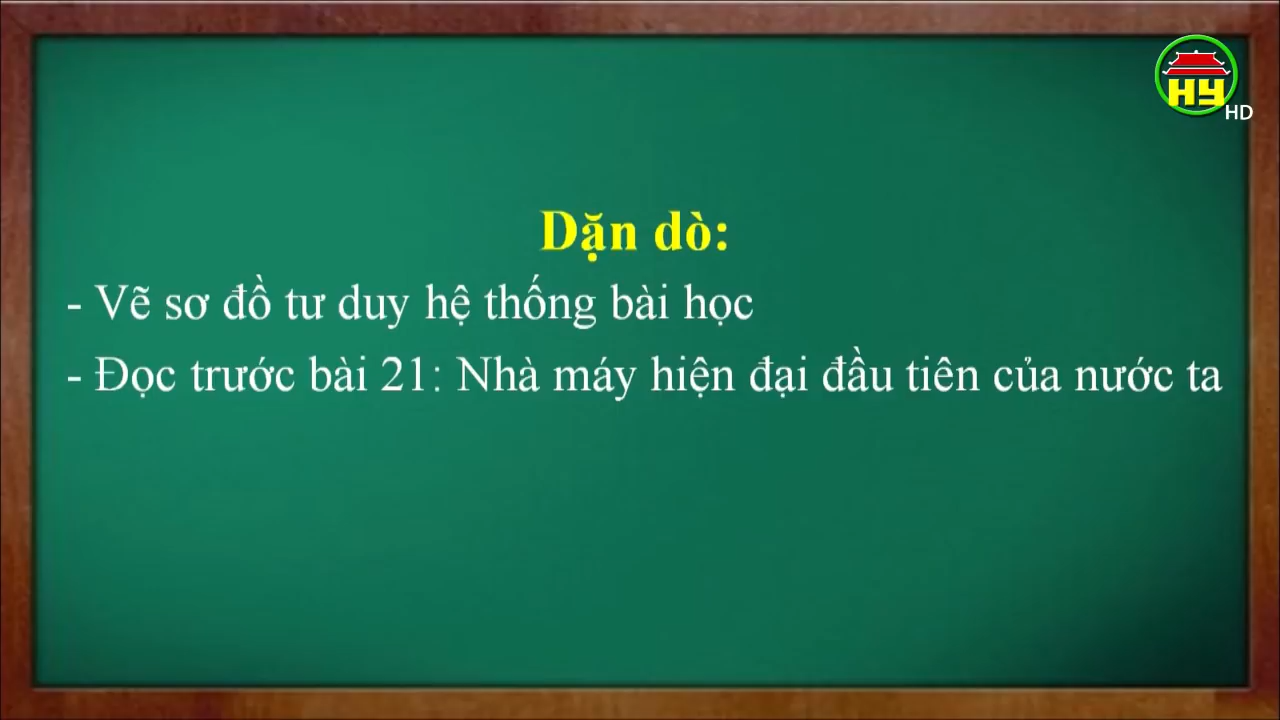 HY
HD
Dặn dò:
- Vẽ sơ đồ tư duy hệ thống bài học
- Đọc trước bài 21: Nhà máy hiện đại đầu tiên của nước ta